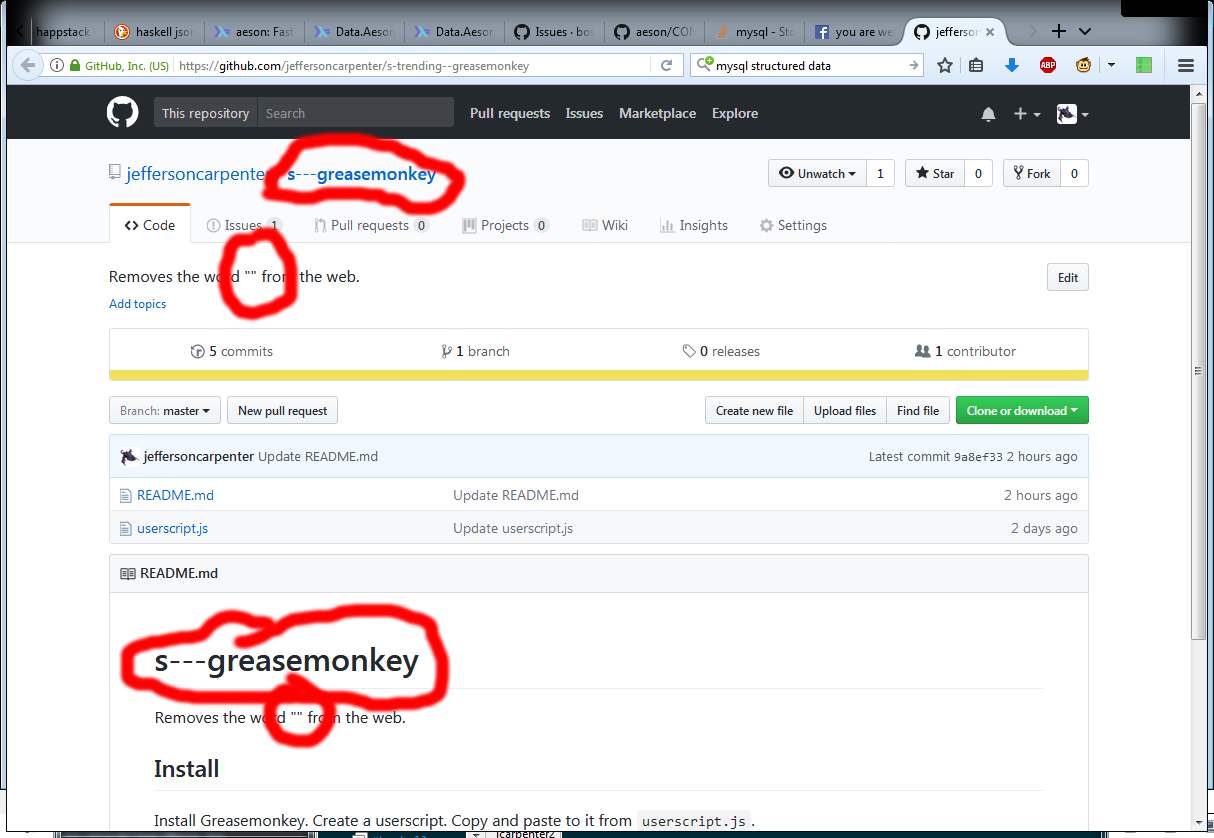 happstack haskell json aeson: Fast Data.Aeson Data.Aeson Issues · bos aeson/CON mysql - Sto you are we jefferson
GitHub, Inc. (US) https://github.com/jeffersoncarpenter/s-trending--greasemonkey mysql structured data ABP
This repository Search Pull requests Issues Marketplace Explore
jeffersoncarpenter s---greasemonkey Unwatch 1 Star 0 Fork 0
Code Issues 1 Pull requests 0 Projects 0 Wiki Insights Settings
Removes the word "" from the web. Edit
Add topics
5 commits 1 branch 0 releases 1 contributor
Branch: master New pull request Create new file Upload files Find file Clone or download
jeffersoncarpenter Update README.md Latest commit 9a8ef33 2 hours ago
README.md Update README.md 2 hours ago
userscript.js Update userscript.js 2 days ago
README.md
s---greasemonkey
Removes the word "" from the web.
Install
Install Greasemonkey. Create a userscript. Copy and paste to it from userscript.js .